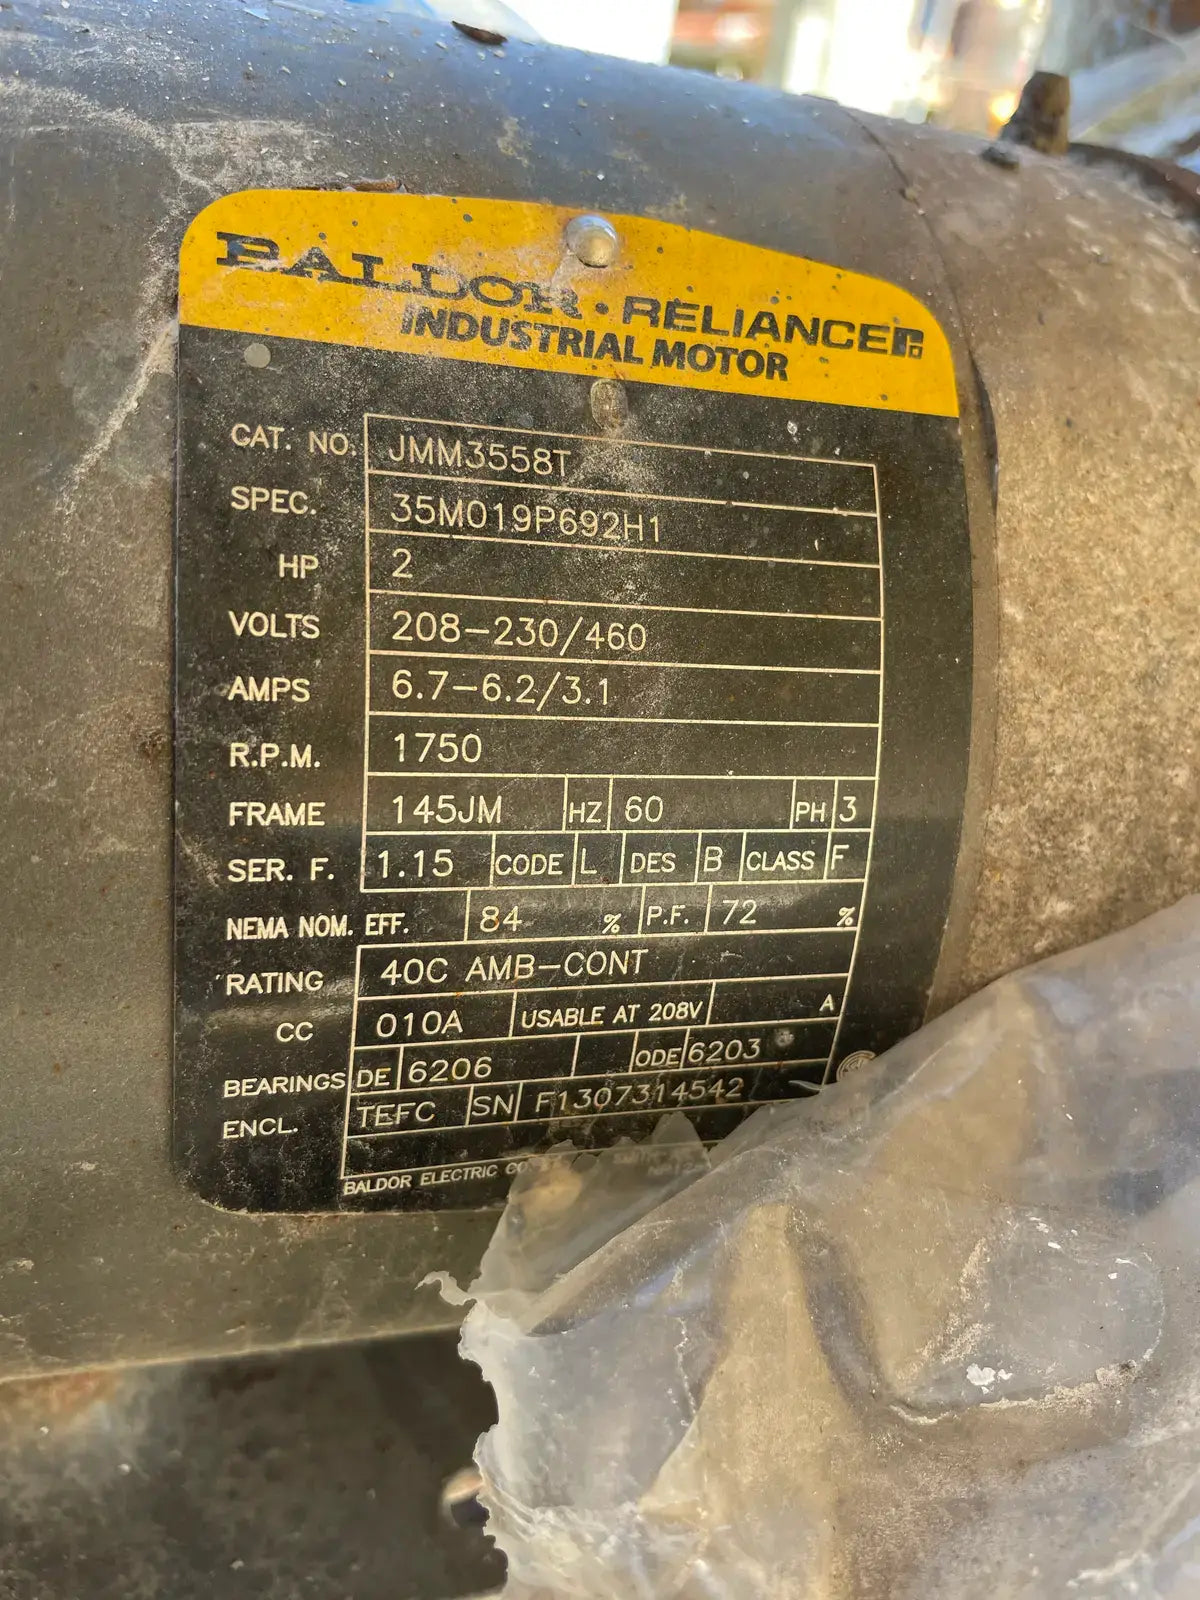 BALDOR • RELIANCE
INDUSTRIAL MOTOR
CAT. NO. JMM3558T
SPEC. 35M019P692H1
HP 2
VOLTS 208-230/460
AMPS 6.7-6.2/3.1
R.P.M. 1750
FRAME 145JM HZ 60 PH 3
SER. F. 1.15 CODE L DES B CLASS F
NEMA NOM. EFF. 84 % P.F. 72 %
RATING 40C AMB-CONT
CC 010A USABLE AT 208V A
BEARINGS DE 6206 ODE 6203
ENCL. TEFC SN F1307314542
BALDOR ELECTRIC